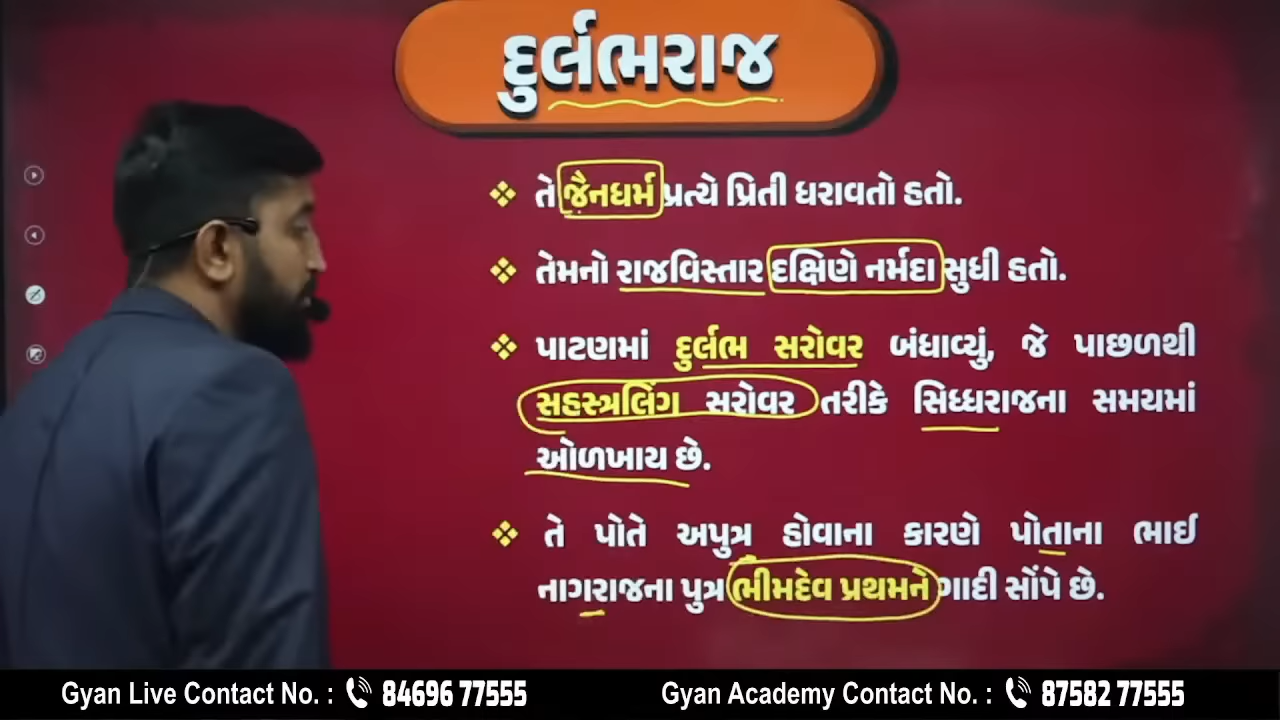 દુર્લભરાજ
❖ તે જૈનધર્મ પ્રત્યે પ્રિતી ધરાવતો હતો.
❖ તેમનો રાજવિસ્તાર દક્ષિણે નર્મદા સુધી હતો.
❖ પાટણમાં દુર્લભ સરોવર બંધાવ્યું, જે પાછળથી
સહસ્ત્રલિંગ સરોવર તરીકે સિધ્ધરાજના સમયમાં
ઓળખાય છે.
❖ તે પોતે અપુત્ર હોવાના કારણે પોતાના ભાઈ
નાગરાજના પુત્ર ભીમદેવ પ્રથમને ગાદી સોંપે છે.
Gyan Live Contact No. : 84696 77555
Gyan Academy Contact No. : 87582 77555